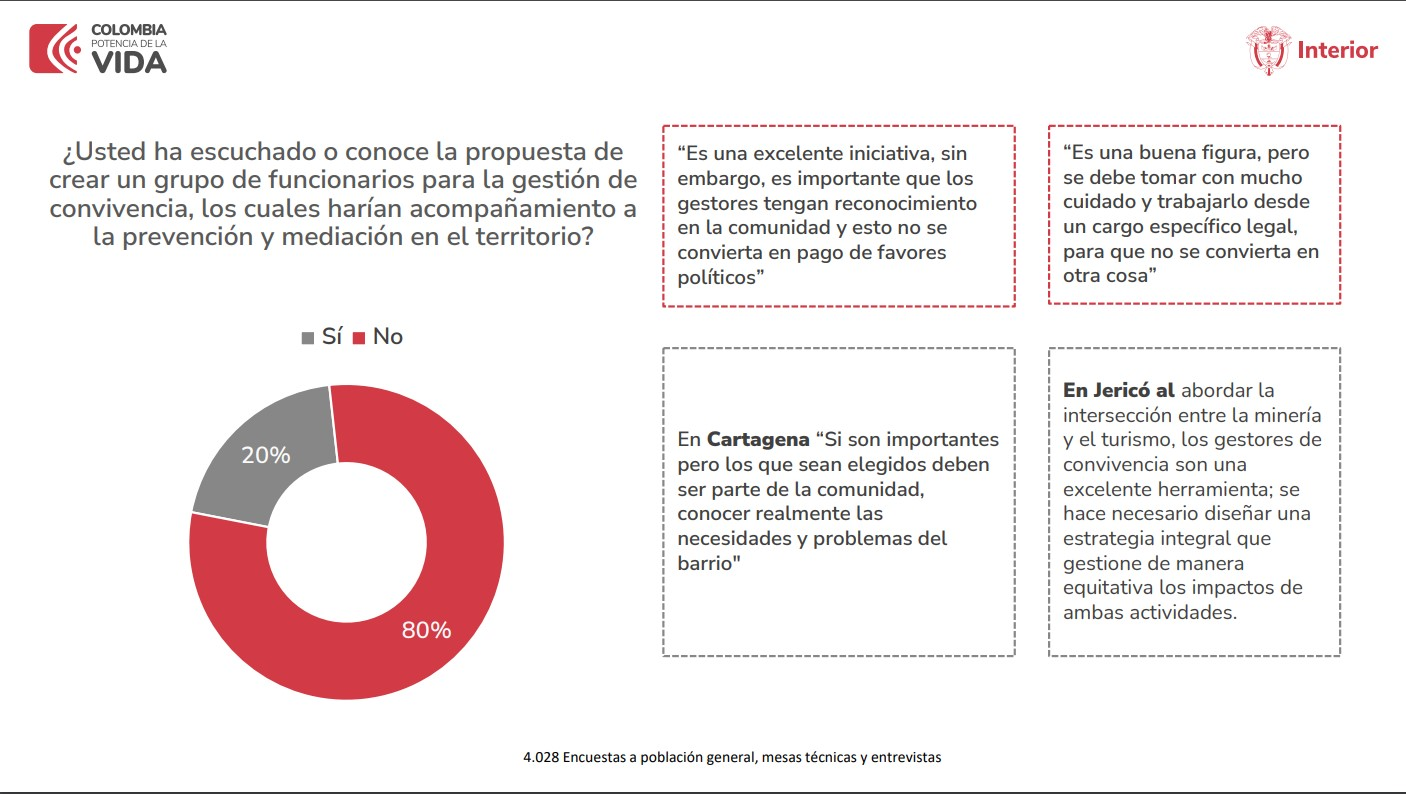 COLOMBIA
POTENCIA DE LA
VIDA
Interior
¿Usted ha escuchado o conoce la propuesta de
crear un grupo de funcionarios para la gestión de
convivencia, los cuales harían acompañamiento a
la prevención y mediación en el territorio?
Sí No
20%
80%
“Es una excelente iniciativa, sin
embargo, es importante que los
gestores tengan reconocimiento
en la comunidad y esto no se
convierta en pago de favores
políticos”
“Es una buena figura, pero
se debe tomar con mucho
cuidado y trabajarlo desde
un cargo específico legal,
para que no se convierta en
otra cosa”
En Cartagena “Si son importantes
pero los que sean elegidos deben
ser parte de la comunidad,
conocer realmente las
necesidades y problemas del
barrio"
En Jericó al abordar la
intersección entre la minería
y el turismo, los gestores de
convivencia son una
excelente herramienta; se
hace necesario diseñar una
estrategia integral que
gestione de manera
equitativa los impactos de
ambas actividades.
4.028 Encuestas a población general, mesas técnicas y entrevistas